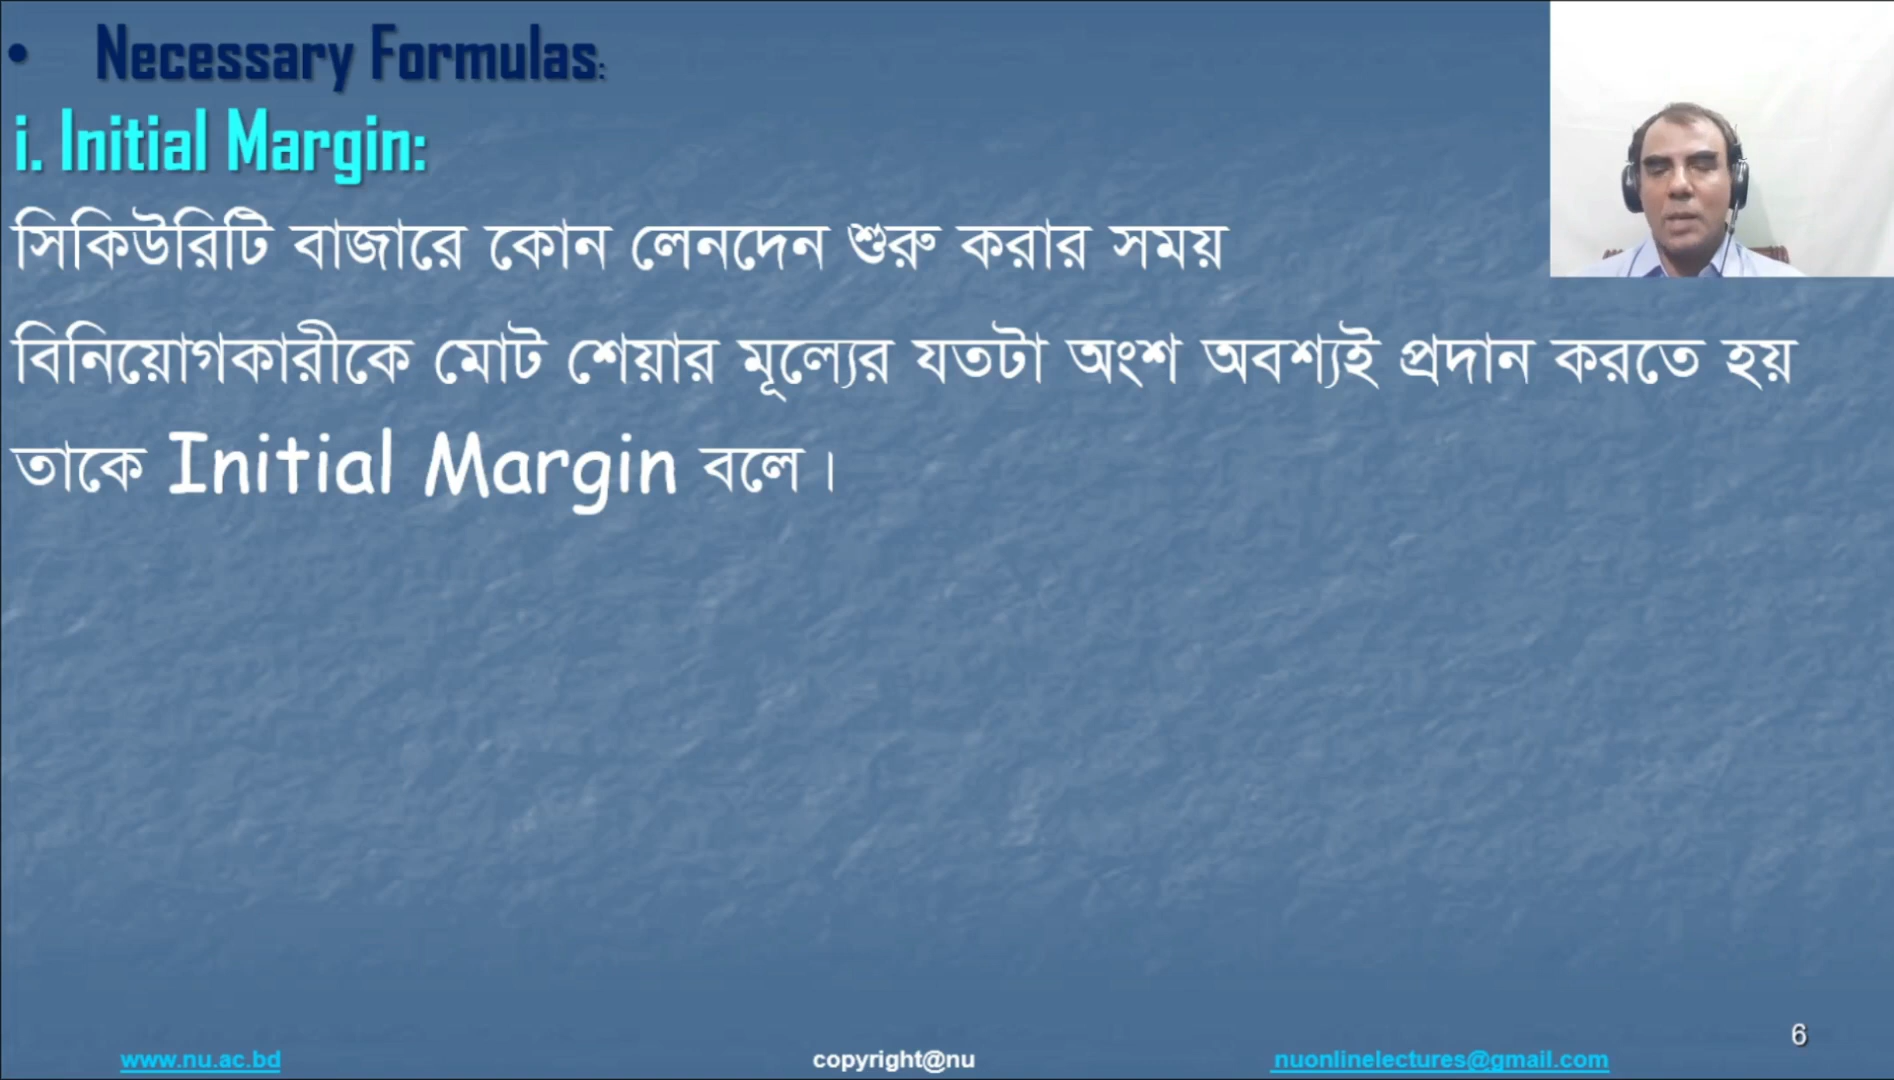 • Necessary Formulas:
i. Initial Margin:
সিকিউরিটি বাজারে কোন লেনদেন শুরু করার সময়
বিনিয়োগকারীকে মোট শেয়ার মূল্যের যতটা অংশ অবশ্যই প্রদান করতে হয়
তাকে Initial Margin বলে।
6
www.nu.ac.bd copyright@nu nuonlinelectures@gmail.com